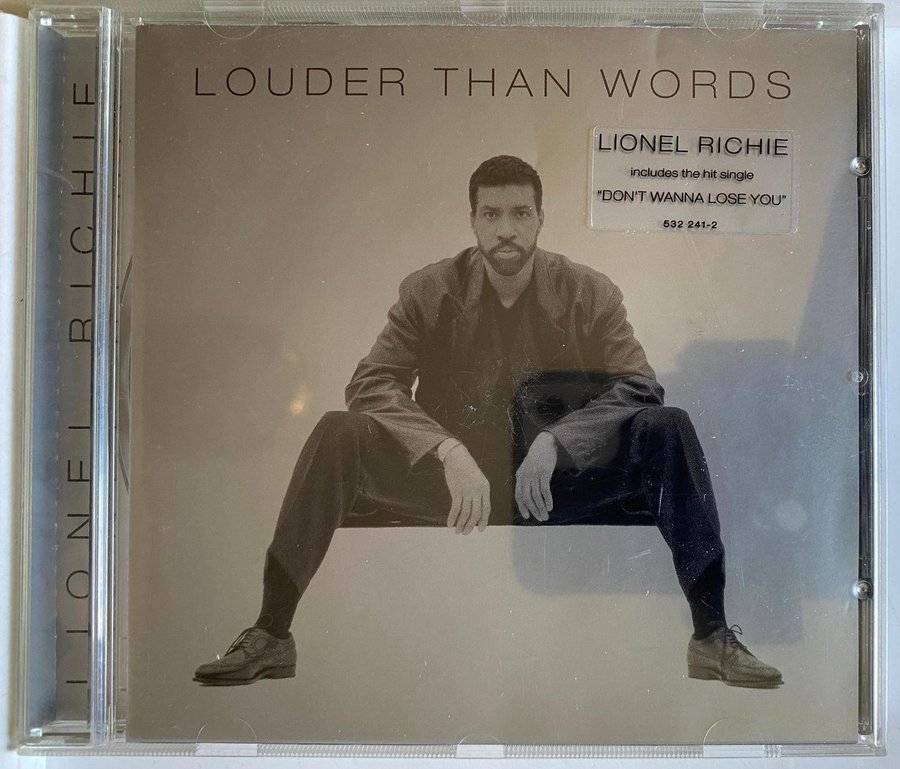 LOUDER THAN WORDS
LIONEL RICHIE
includes the hit single
"DON'T WANNA LOSE YOU"
532 241-2
LIONEL RICHIE